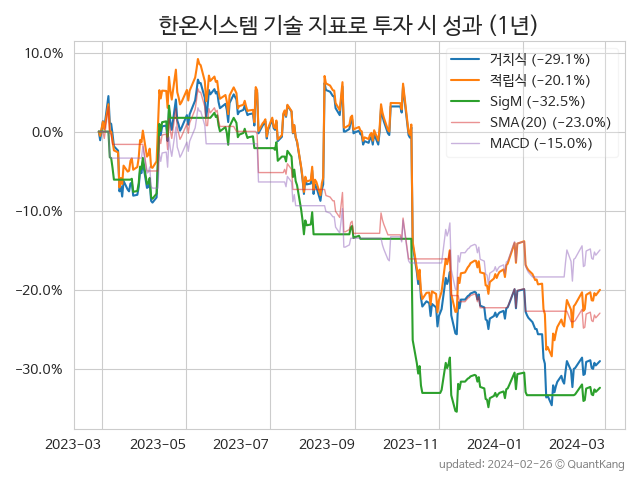 한온시스템 기술 지표로 투자 시 성과 (1년)
거치식 (−29.1%)
적립식 (−20.1%)
SigM (−32.5%)
SMA(20) (−23.0%)
MACD (−15.0%)
10.0%
0.0%
−10.0%
−20.0%
−30.0%
2023-03 2023-05 2023-07 2023-09 2023-11 2024-01 2024-03
updated: 2024-02-26 © QuantKang